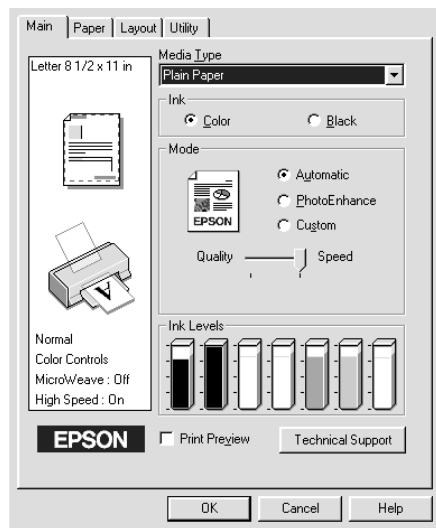 Main Paper Layout Utility
Letter 8 1/2 x 11 in
Media Type
Plain Paper
Ink
Color Black
Mode
EPSON
Automatic
PhotoEnhance
Custom
Quality Speed
A
Normal
Color Controls
MicroWeave : Off
High Speed : On
Ink Levels
EPSON
Print Preview
Technical Support
OK Cancel Help